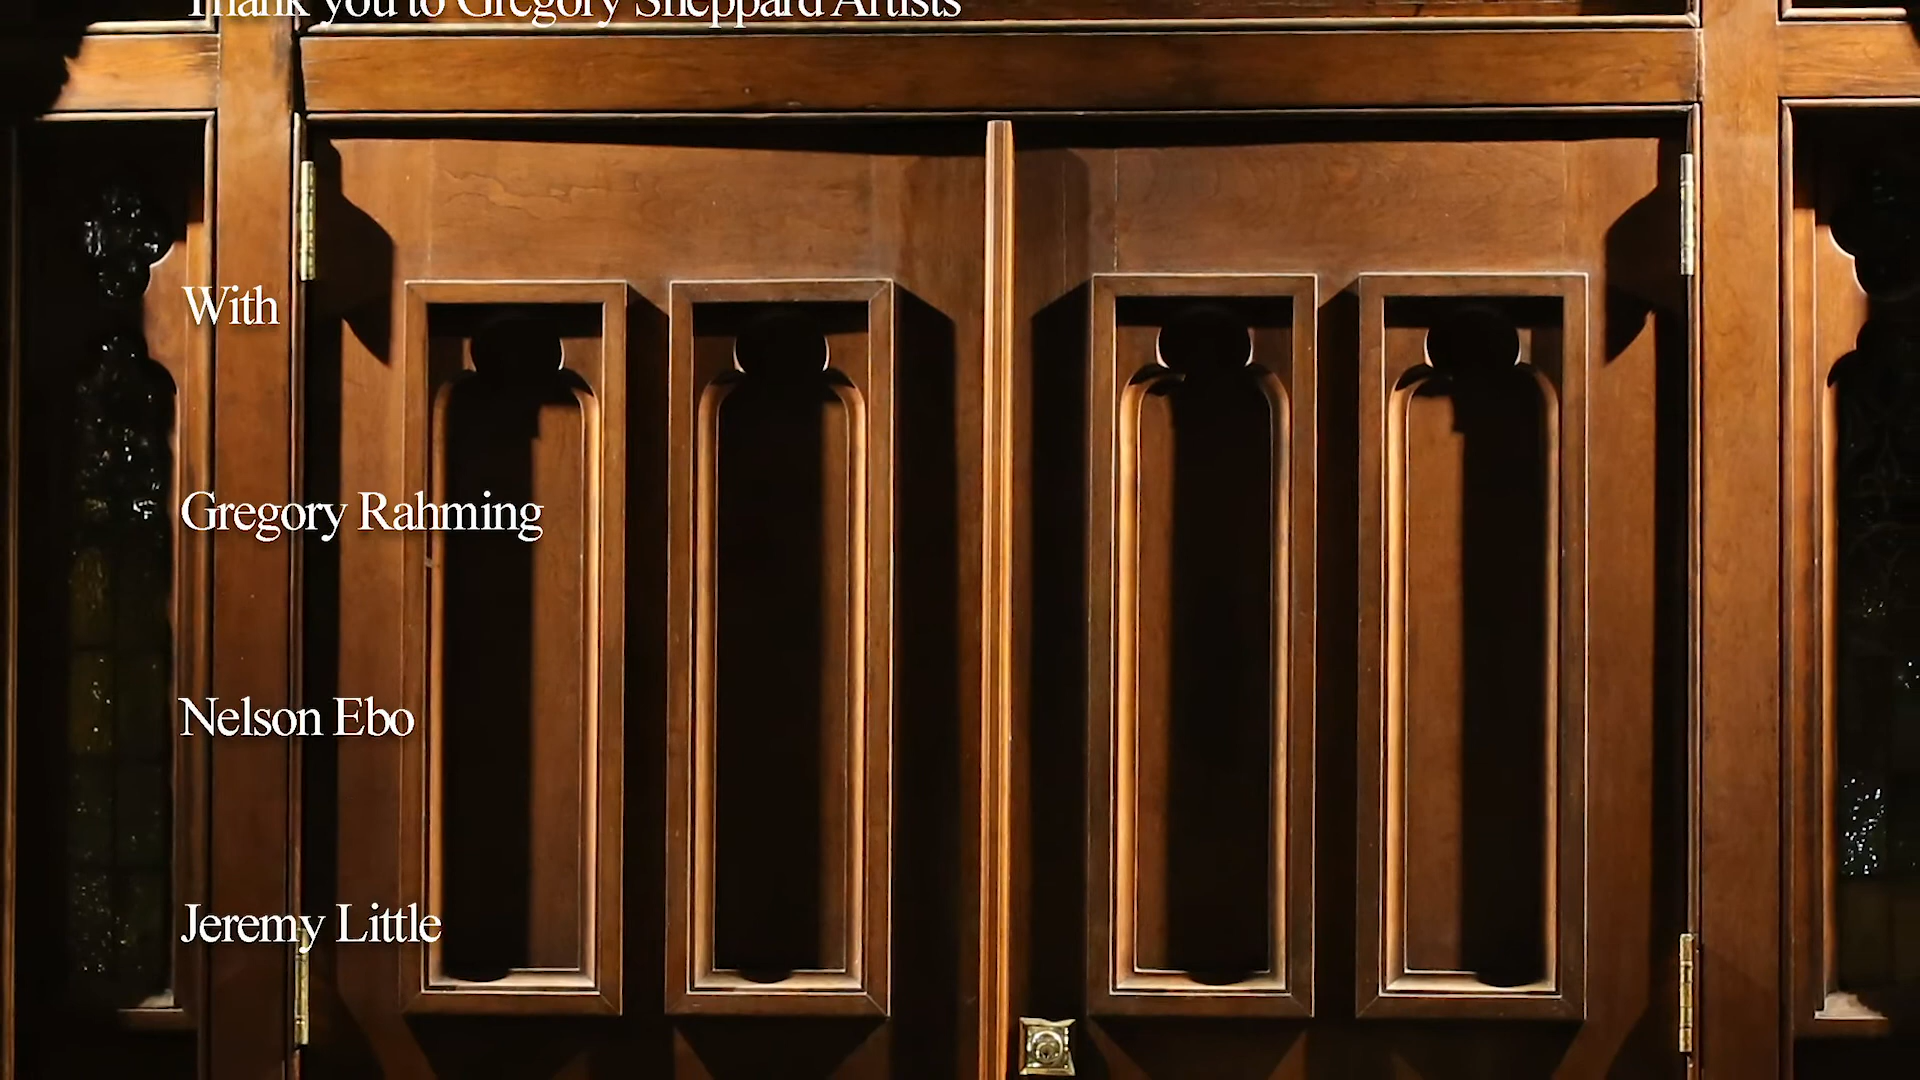 Thank you to Gregory Sheppard Artists
With
Gregory Rahming
Nelson Ebo
Jeremy Little